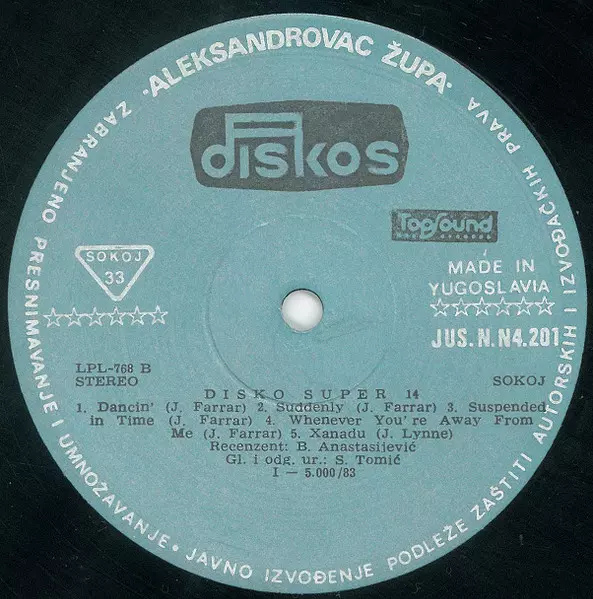 ·ALEKSANDROVAC ŽUPA·
ZABRANJENO PRESNIMAVANJE I UMNOŽAVANJE • JAVNO IZVOĐENJE PODLEŽE ZAŠTITI AUTORSKIH I IZVOĐAČKIH PRAVA
diskos
TopSound
SOKOJ
33
MADE IN
YUGOSLAVIA
☆☆☆☆☆☆
☆☆☆☆☆☆
JUS.N.N4.201
LPL-768 B
STEREO
SOKOJ
DISKO SUPER 14
1. Dancin' (J. Farrar) 2. Suddenly (J. Farrar) 3. Suspended
in Time (J. Farrar) 4. Whenever You're Away From
Me (J. Farrar) 5. Xanadu (J. Lynne)
Recenzent: B. Anastasijević
Gl. i odg. ur.: S. Tomić
I — 5.000/83